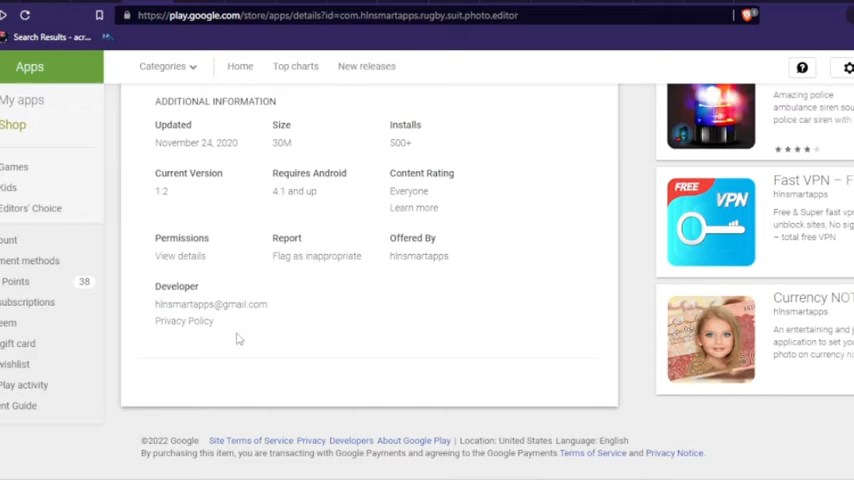 https://play.google.com/store/apps/details?id=com.hlnsmartapps.rugby.suit.photo.editor
Search Results - acr...
Apps
Categories
Home
Top charts
New releases
My apps
Shop
Games
Kids
Editors' Choice
ount
ment methods
Points
38
ubscriptions
eem
gift card
wishlist
Play activity
ent Guide
ADDITIONAL INFORMATION
Updated
November 24, 2020
Size
30M
Installs
500+
Current Version
1.2
Requires Android
4.1 and up
Content Rating
Everyone
Learn more
Permissions
View details
Report
Flag as inappropriate
Offered By
hlnsmartapps
Developer
hlnsmartapps@gmail.com
Privacy Policy
Amazing police
ambulance siren sou
police car siren with
FREE
VPN
Fast VPN – F
hlnsmartapps
Free & Super fast vp
unblock sites, No sig
– total free VPN
Currency NOT
hlnsmartapps
An entertaining and j
application to set you
photo on currency n
©2022 Google Site Terms of Service Privacy Developers About Google Play | Location: United States Language: English
By purchasing this item, you are transacting with Google Payments and agreeing to the Google Payments Terms of Service and Privacy Notice.